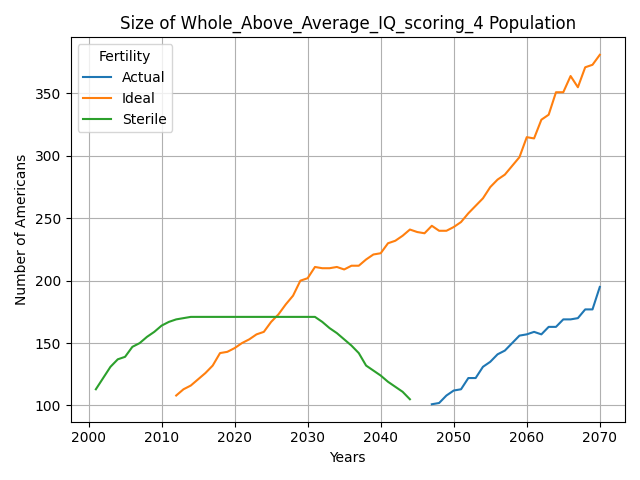 Size of Whole_Above_Average_IQ_scoring_4 Population
Fertility
Actual
Ideal
Sterile
Number of Americans
350
300
250
200
150
100
2000 2010 2020 2030 2040 2050 2060 2070
Years